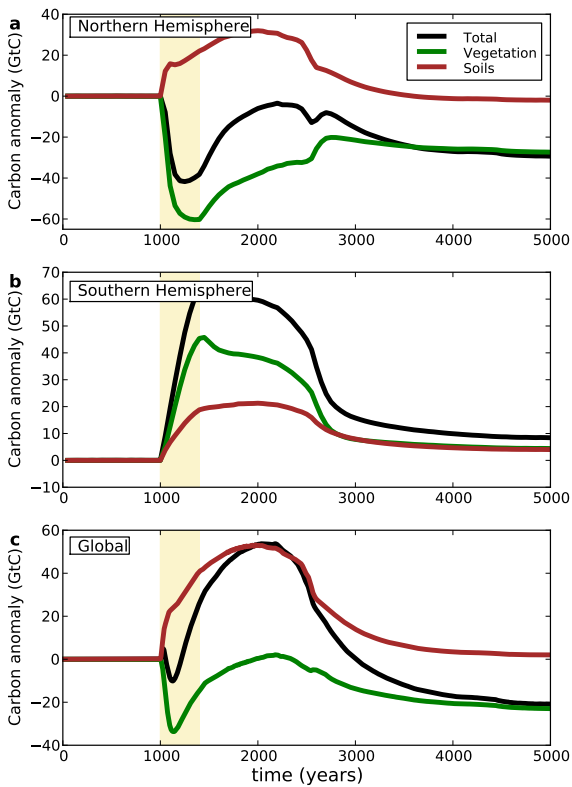 a
Northern Hemisphere
Total
Vegetation
Soils
Carbon anomaly (GtC)
40
20
0
−20
−40
−60
0 1000 2000 3000 4000 5000
b
Southern Hemisphere
Carbon anomaly (GtC)
70
60
50
40
30
20
10
0
−10
0 1000 2000 3000 4000 5000
c
Global
Carbon anomaly (GtC)
60
40
20
0
−20
−40
0 1000 2000 3000 4000 5000
time (years)